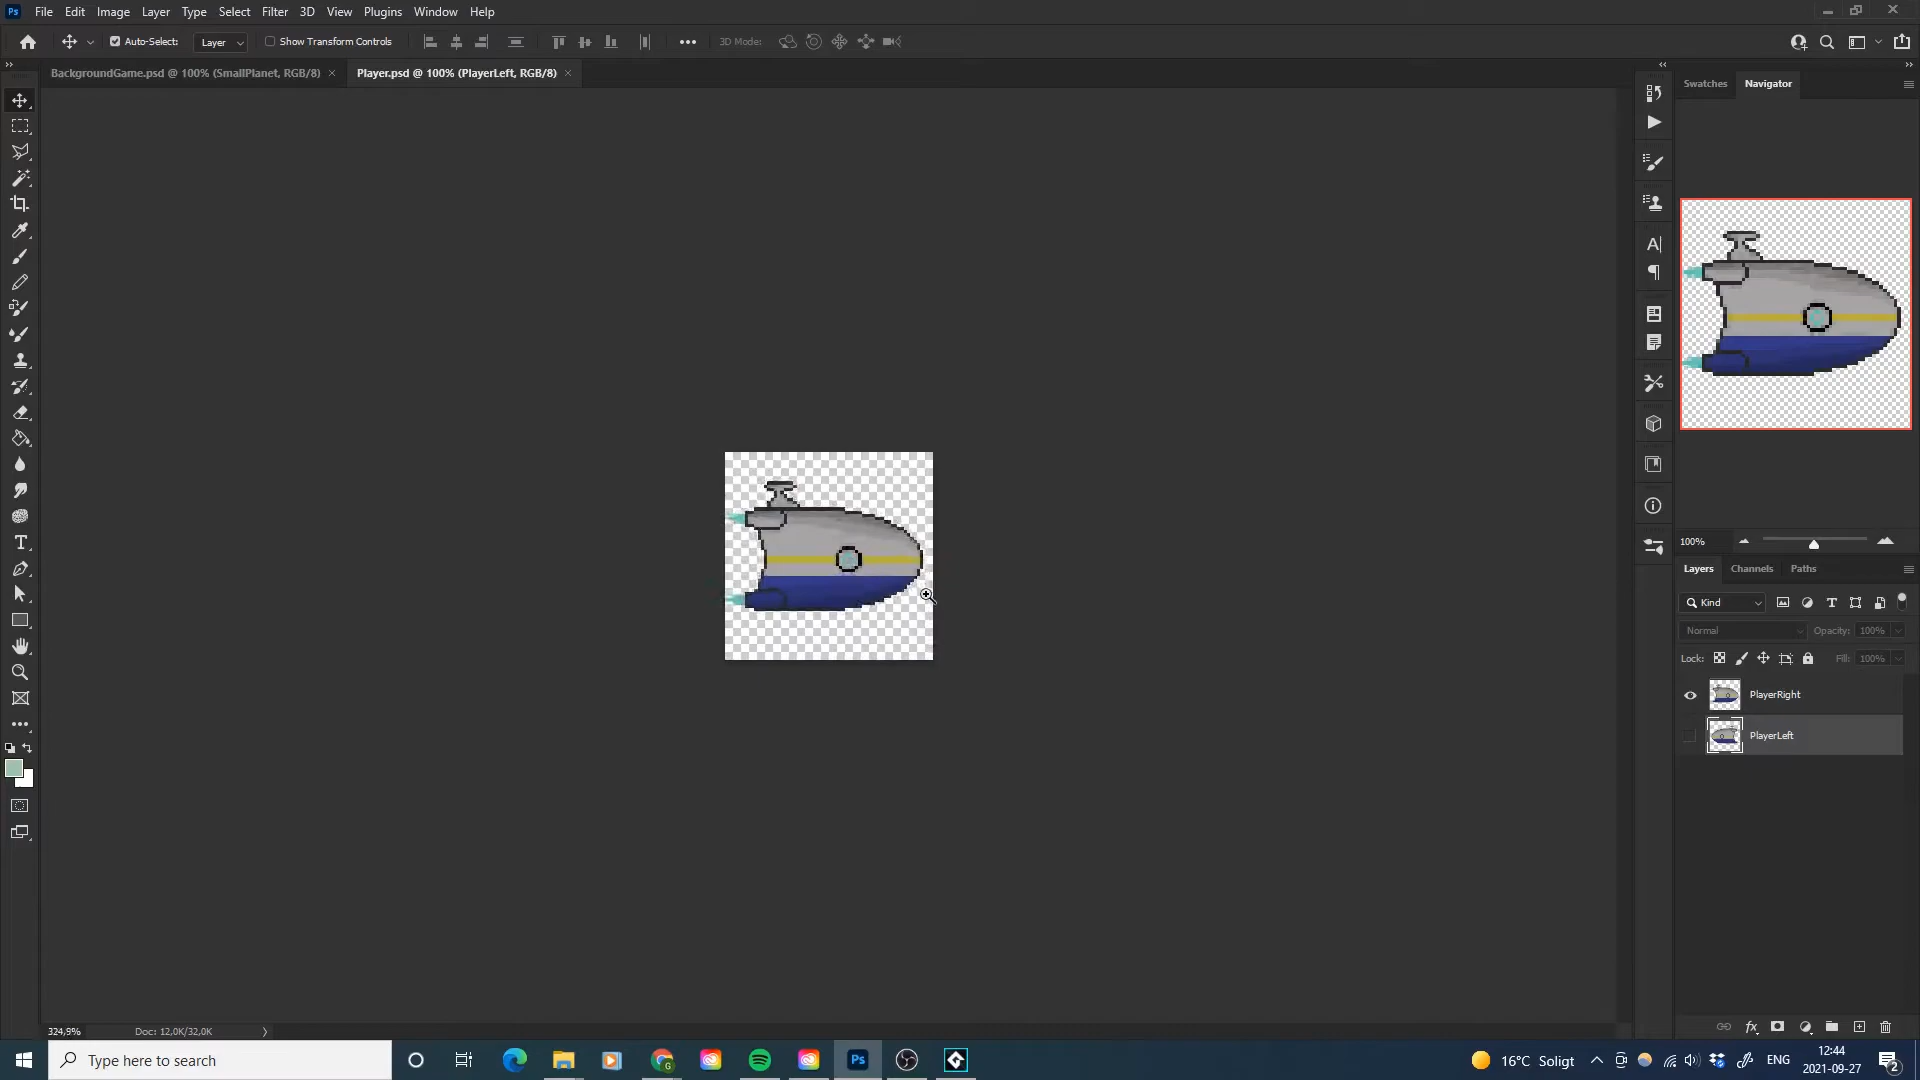 Ps File Edit Image Layer Type Select Filter 3D View Plugins Window Help
Auto-Select: Layer Show Transform Controls 3D Mode:
BackgroundGame.psd @ 100% (SmallPlanet, RGB/8) × Player.psd @ 100% (PlayerLeft, RGB/8) ×
Swatches Navigator
100%
Layers Channels Paths
Kind
Normal Opacity: 100%
Lock: Fill: 100%
PlayerRight
PlayerLeft
324,9% Doc: 12,0K/32,0K
Type here to search
Ps
16°C Soligt ENG
12:44
2021-09-27
2